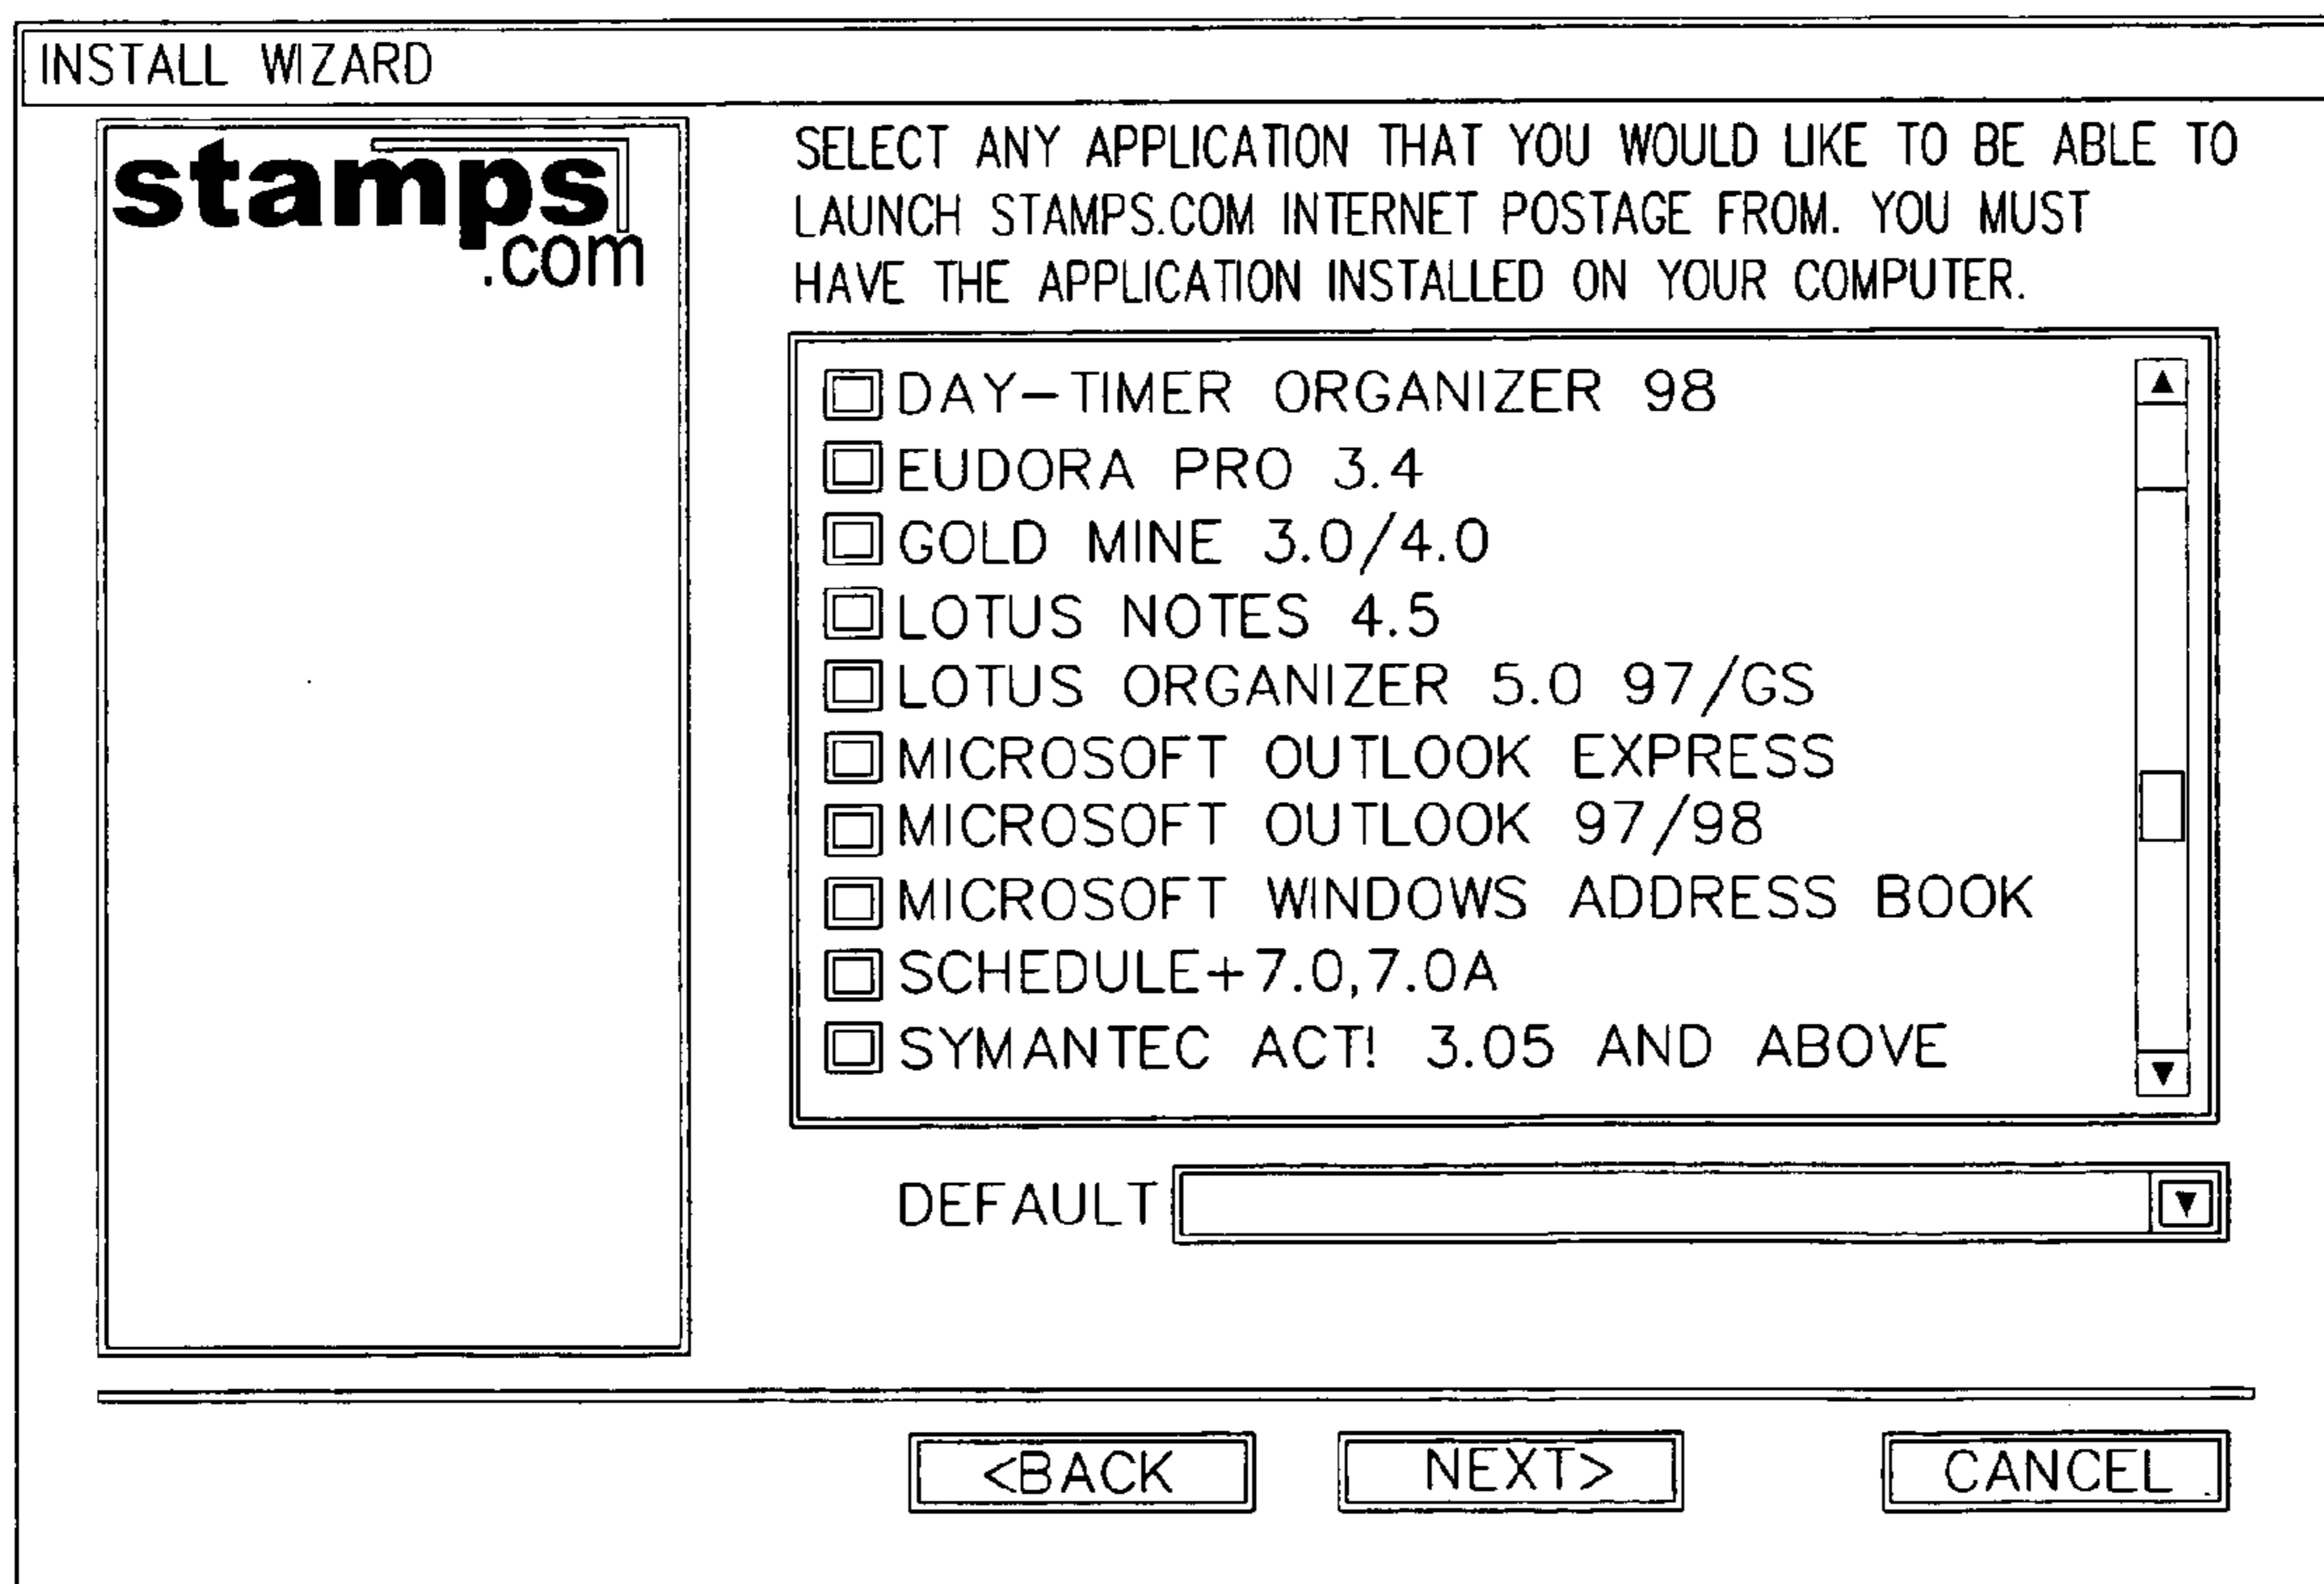 INSTALL WIZARD
stamps
.com
SELECT ANY APPLICATION THAT YOU WOULD LIKE TO BE ABLE TO
LAUNCH STAMPS.COM INTERNET POSTAGE FROM. YOU MUST
HAVE THE APPLICATION INSTALLED ON YOUR COMPUTER.
DAY-TIMER ORGANIZER 98
EUDORA PRO 3.4
GOLD MINE 3.0/4.0
LOTUS NOTES 4.5
LOTUS ORGANIZER 5.0 97/GS
MICROSOFT OUTLOOK EXPRESS
MICROSOFT OUTLOOK 97/98
MICROSOFT WINDOWS ADDRESS BOOK
SCHEDULE+7.0,7.0A
SYMANTEC ACT! 3.05 AND ABOVE
DEFAULT
<BACK
NEXT>
CANCEL